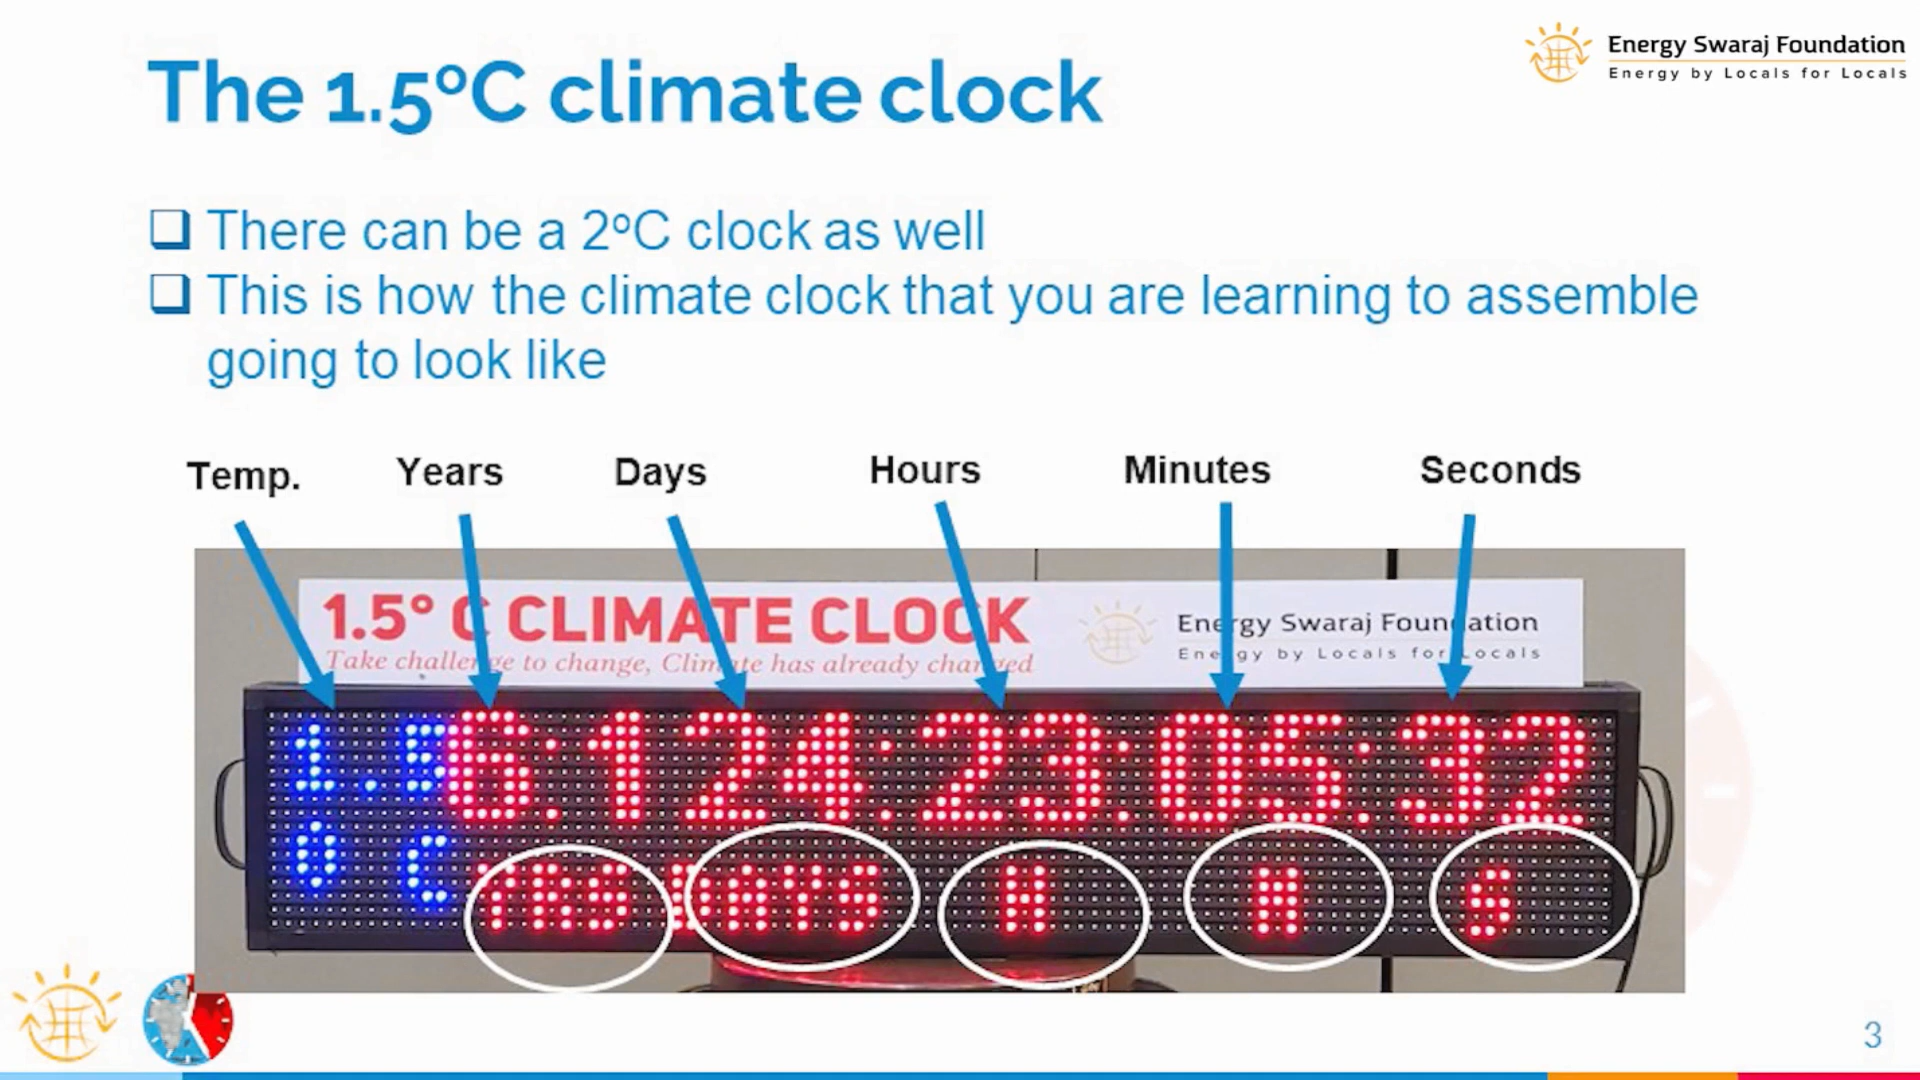 The 1.5ºC climate clock
Energy Swaraj Foundation
Energy by Locals for Locals
There can be a 2ºC clock as well
This is how the climate clock that you are learning to assemble
going to look like
Temp. Years Days Hours Minutes Seconds
1.5° C CLIMATE CLOCK
Take challenge to change, Climate has already changed
Energy Swaraj Foundation
Energy by Locals for Locals
1.5 6:124:23:05:32
0 C YRS DAYS H M S
3